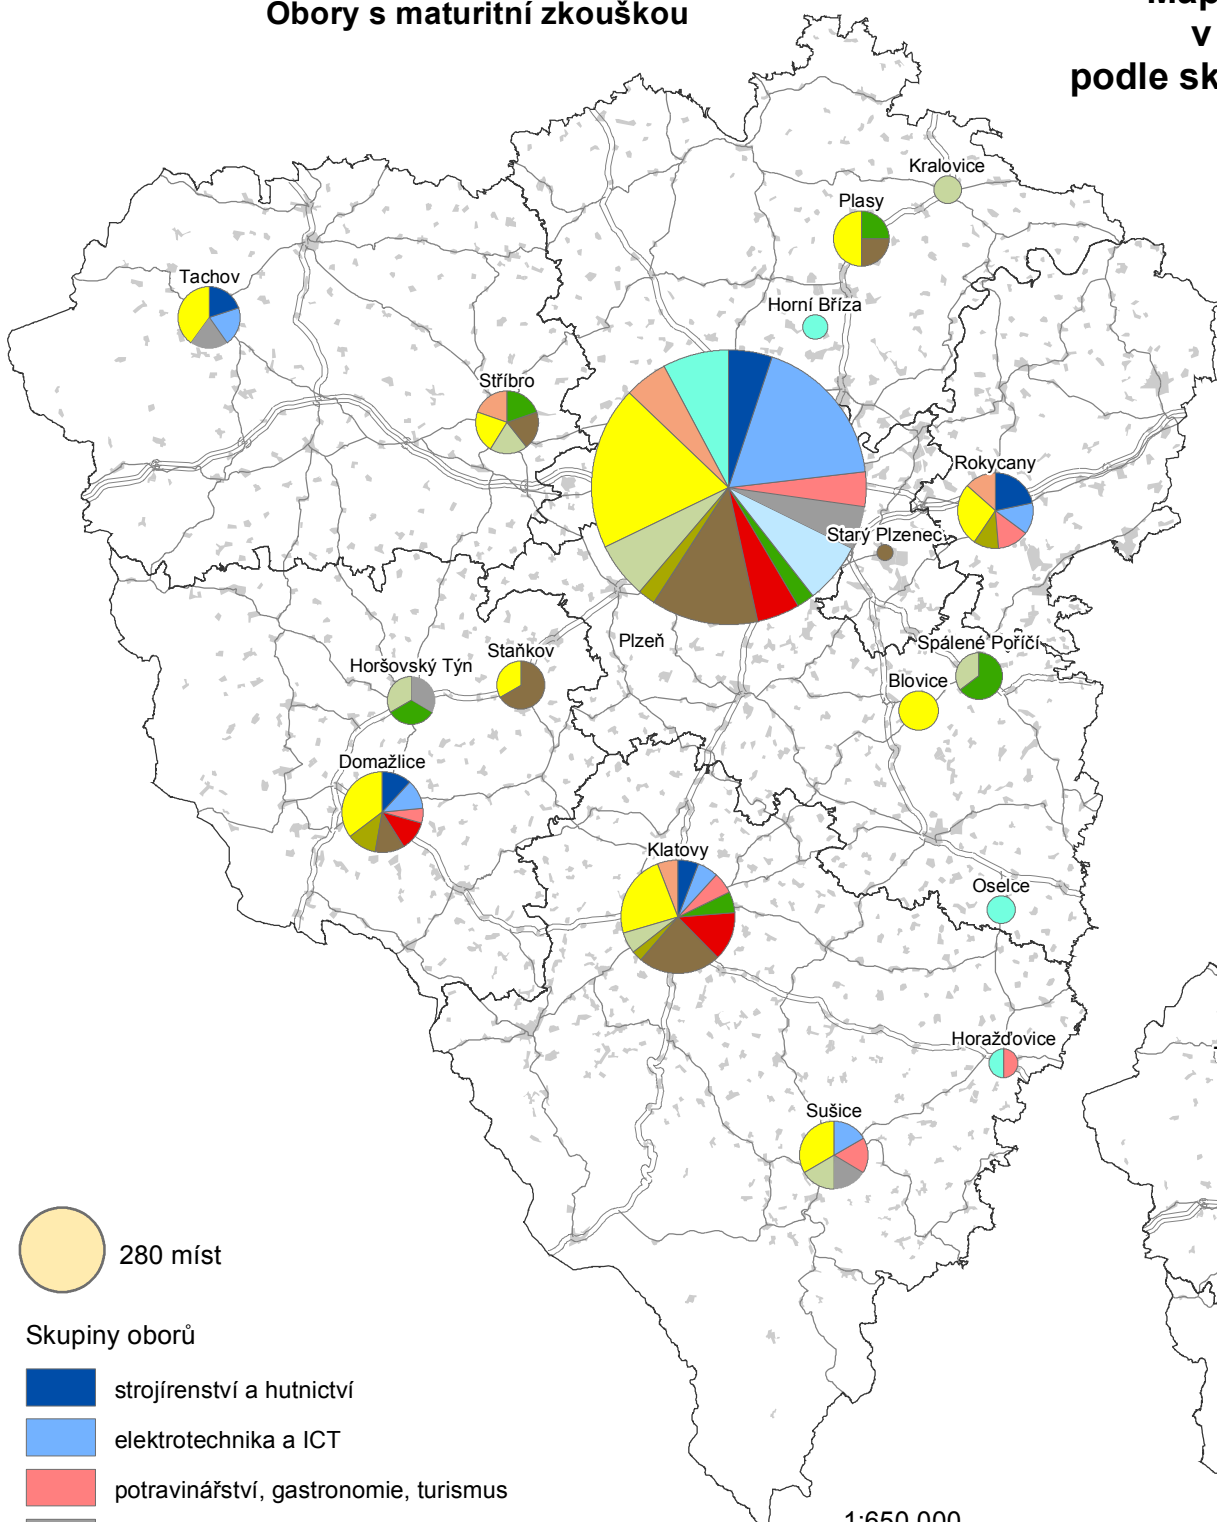 Obory s maturitní zkouškou
v
podle sk
Kralovice
Plasy
Tachov
Horní Bříza
Stříbro
Rokycany
Starý Plzenec
Plzeň
Spálené Poříčí
Staňkov
Horšovský Týn
Blovice
Domažlice
Klatovy
Oselce
Horažďovice
Sušice
280 míst
Skupiny oborů
strojírenství a hutnictví
elektrotechnika a ICT
potravinářství, gastronomie, turismus
1:650 000